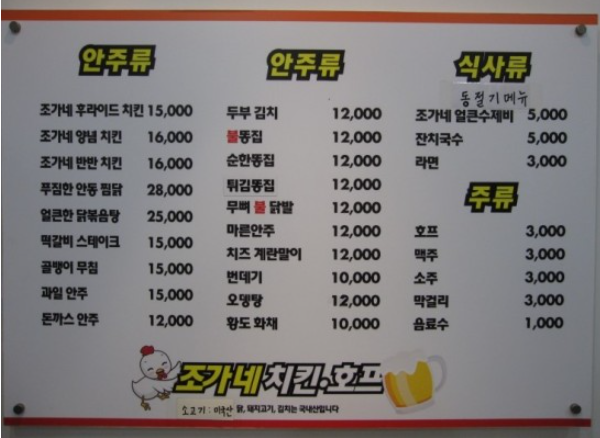 안주류
조가네 후라이드 치킨 15,000
조가네 양념 치킨 16,000
조가네 반반 치킨 16,000
푸짐한 안동 찜닭 28,000
얼큰한 닭볶음탕 25,000
떡갈비 스테이크 15,000
골뱅이 무침 15,000
과일 안주 15,000
돈까스 안주 12,000
안주류
두부 김치 12,000
불똥집 12,000
순한똥집 12,000
튀김똥집 12,000
무뼈 불 닭발 12,000
마른안주 12,000
치즈 계란말이 12,000
번데기 10,000
오뎅탕 12,000
황도 화채 10,000
식사류
동절기메뉴
조가네 얼큰수제비 5,000
잔치국수 5,000
라면 3,000
주류
호프 3,000
맥주 3,000
소주 3,000
막걸리 3,000
음료수 1,000
조가네 치킨·호프
소고기 : 미국산 닭, 돼지고기, 김치는 국내산입니다